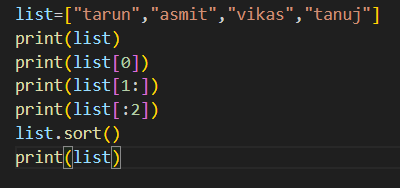 list=["tarun","asmit","vikas","tanuj"]
print(list)
print(list[0])
print(list[1:])
print(list[:2])
list.sort()
print(list)